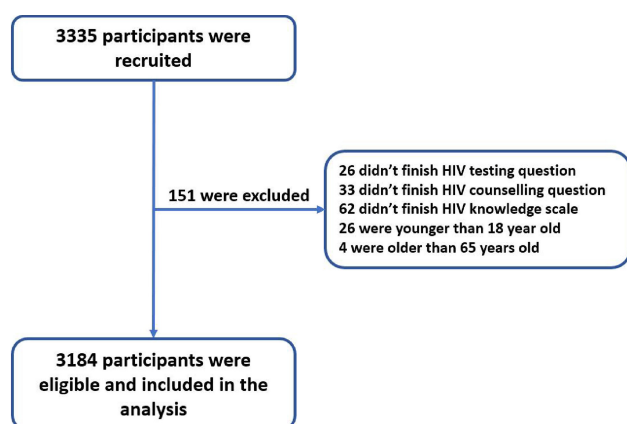 3335 participants were
recruited
151 were excluded
26 didn't finish HIV testing question
33 didn't finish HIV counselling question
62 didn't finish HIV knowledge scale
26 were younger than 18 year old
4 were older than 65 years old
3184 participants were
eligible and included in the
analysis